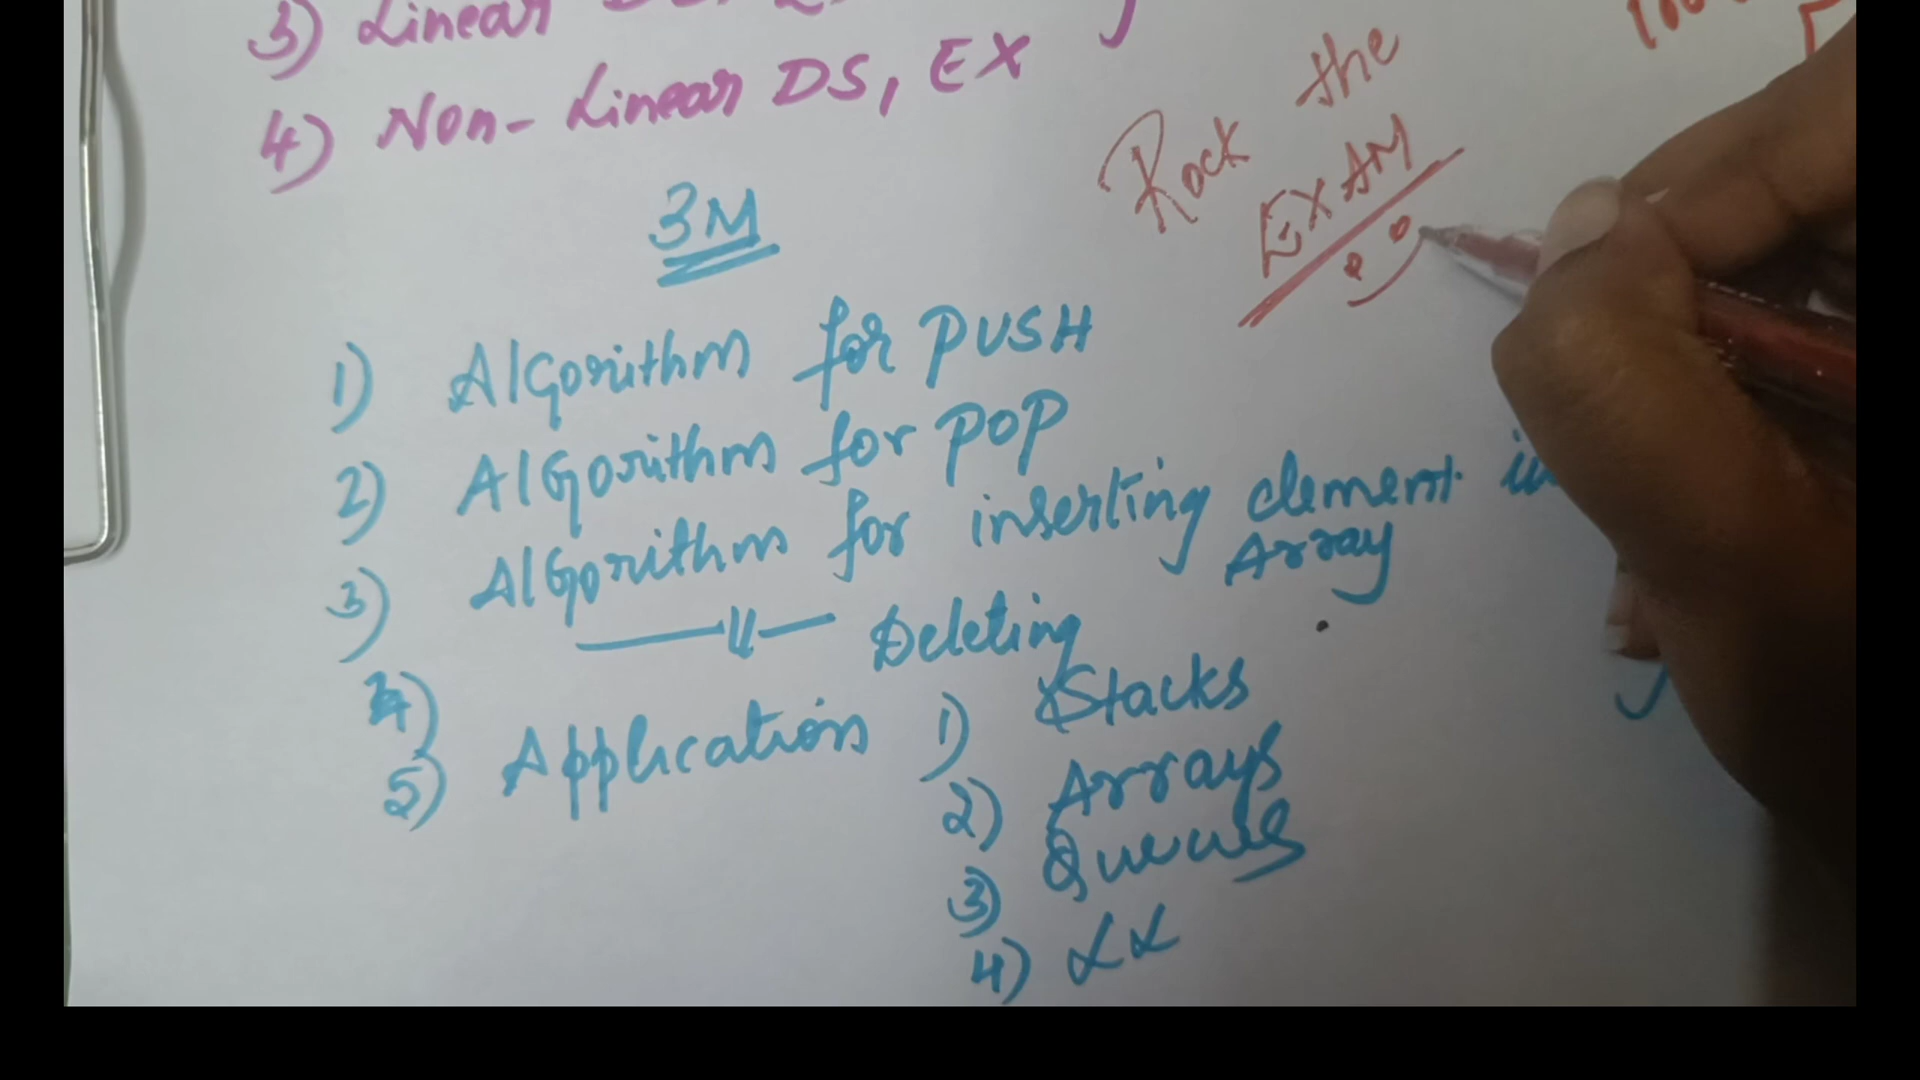 3) Linear
4) Non-Linear DS, EX
Rock the
EXAM
3M
1) Algorithm for PUSH
2) Algorithm for POP
3) Algorithm for inserting element in
Array
4) —〃— Deleting
5) Application 1) Stacks
2) Arrays
3) Queues
4) LL